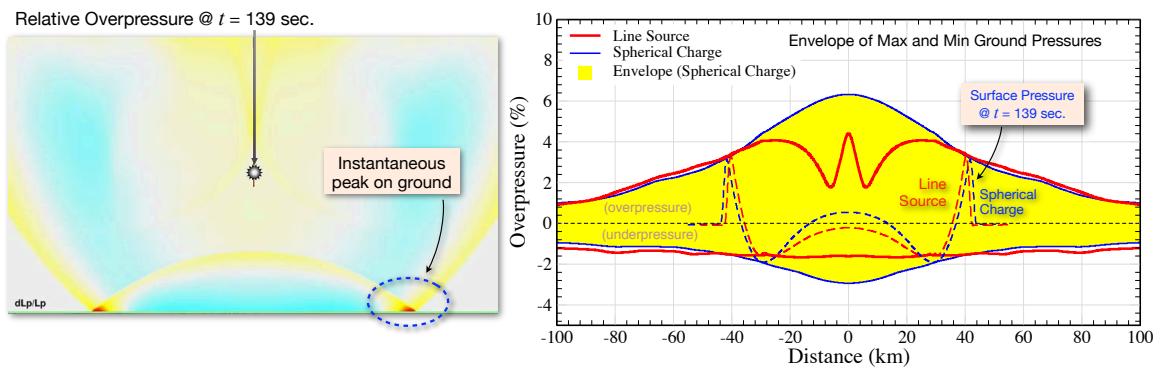 Relative Overpressure @ t = 139 sec.
Instantaneous
peak on ground
dLp/Lp
Overpressure (%)
10
8
6
4
2
0
-2
-4
Line Source
Spherical Charge
Envelope (Spherical Charge)
Envelope of Max and Min Ground Pressures
Surface Pressure
@ t = 139 sec.
Line
Source
Spherical
Charge
(overpressure)
(underpressure)
-100 -80 -60 -40 -20 0 20 40 60 80 100
Distance (km)